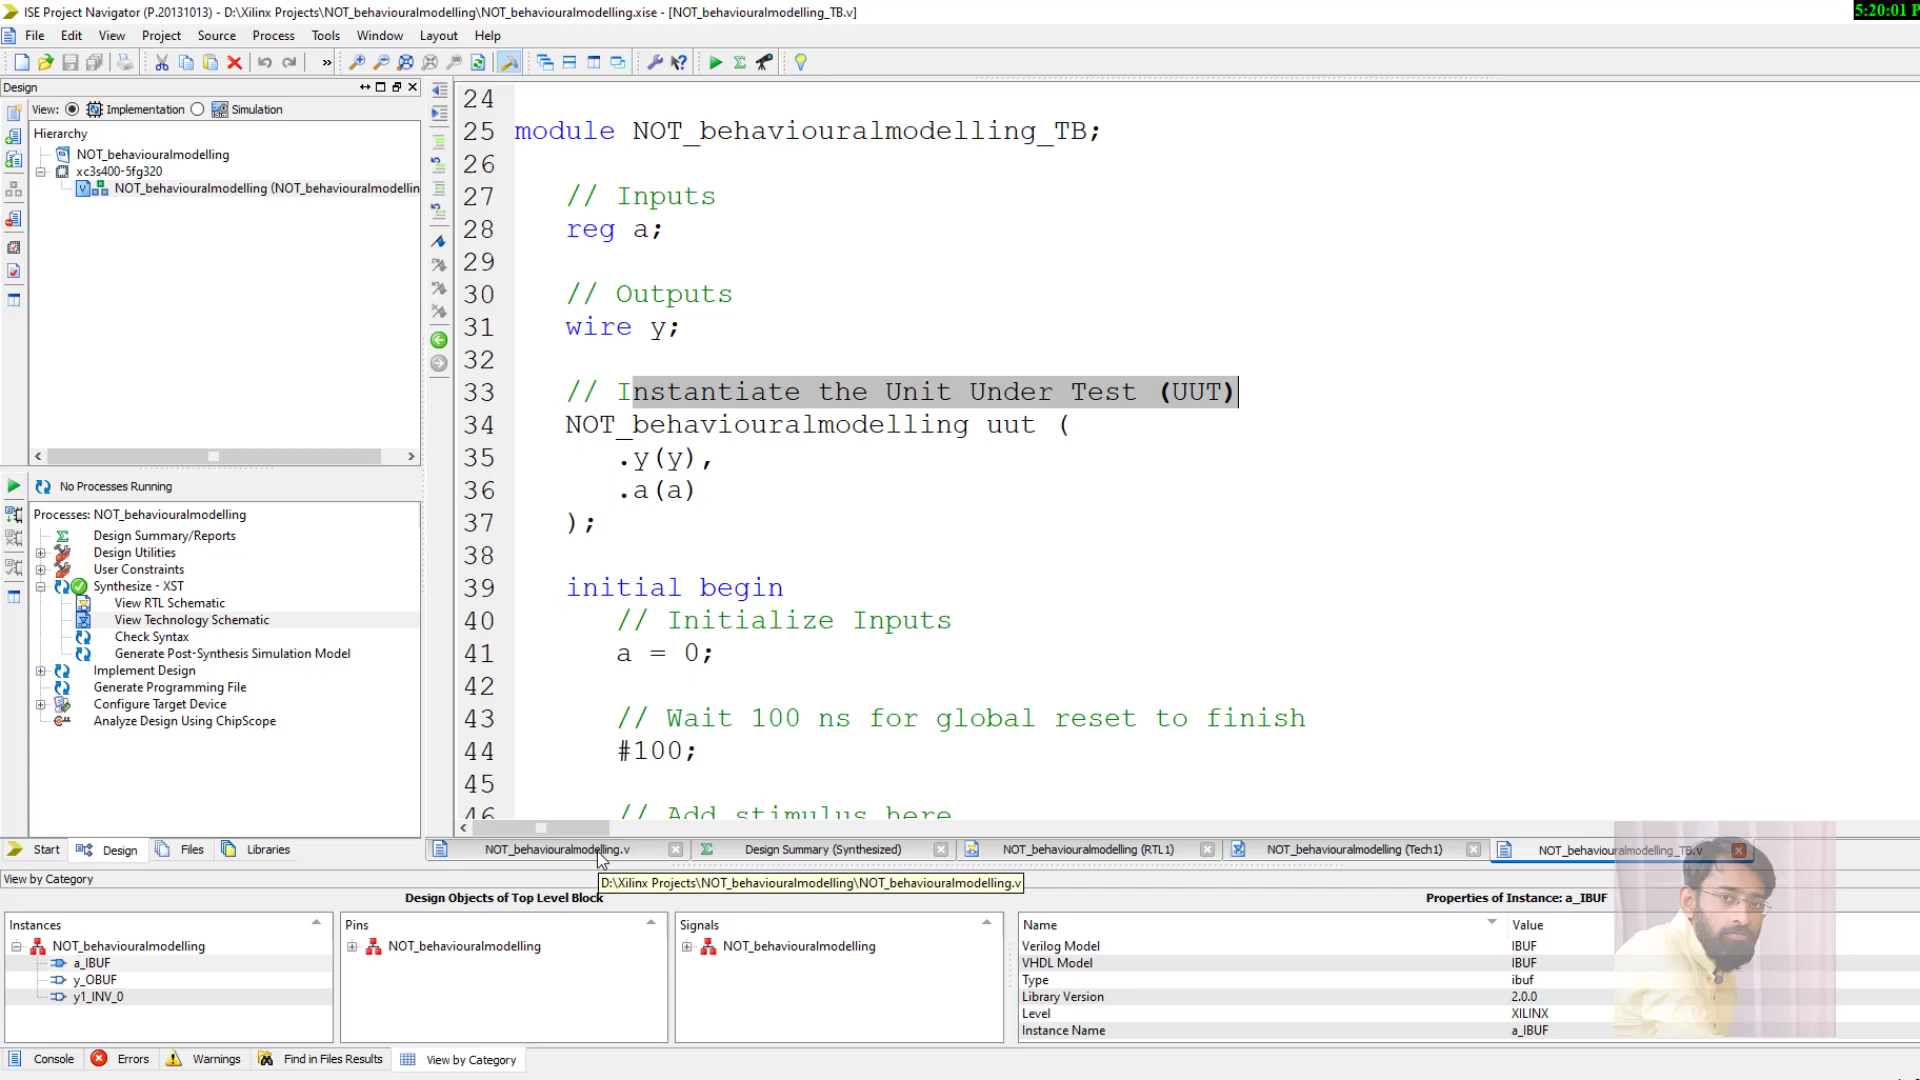 ISE Project Navigator (P.20131013) - D:\Xilinx Projects\NOT_behaviouralmodelling\NOT_behaviouralmodelling.xise - [NOT_behaviouralmodelling_TB.v]
5:20:01 P
File Edit View Project Source Process Tools Window Layout Help
»
Design
View: Implementation Simulation
Hierarchy
NOT_behaviouralmodelling
xc3s400-5fg320
NOT_behaviouralmodelling (NOT_behaviouralmodellin
No Processes Running
Processes: NOT_behaviouralmodelling
Design Summary/Reports
Design Utilities
User Constraints
Synthesize - XST
View RTL Schematic
View Technology Schematic
Check Syntax
Generate Post-Synthesis Simulation Model
Implement Design
Generate Programming File
Configure Target Device
Analyze Design Using ChipScope
Start Design Files Libraries
24
25 module NOT_behaviouralmodelling_TB;
26
27 // Inputs
28 reg a;
29
30 // Outputs
31 wire y;
32
33 // Instantiate the Unit Under Test (UUT)
34 NOT_behaviouralmodelling uut (
35 .y(y),
36 .a(a)
37 );
38
39 initial begin
40 // Initialize Inputs
41 a = 0;
42
43 // Wait 100 ns for global reset to finish
44 #100;
45
46 // Add stimulus here
NOT_behaviouralmodelling.v Design Summary (Synthesized) NOT_behaviouralmodelling (RTL1) NOT_behaviouralmodelling (Tech1) NOT_behaviouralmodelling_TB.v
D:\Xilinx Projects\NOT_behaviouralmodelling\NOT_behaviouralmodelling.v
View by Category
Design Objects of Top Level Block
Properties of Instance: a_IBUF
Instances
NOT_behaviouralmodelling
a_IBUF
y_OBUF
y1_INV_0
Pins
NOT_behaviouralmodelling
Signals
NOT_behaviouralmodelling
Name Value
Verilog Model IBUF
VHDL Model IBUF
Type ibuf
Library Version 2.0.0
Level XILINX
Instance Name a_IBUF
Console Errors Warnings Find in Files Results View by Category